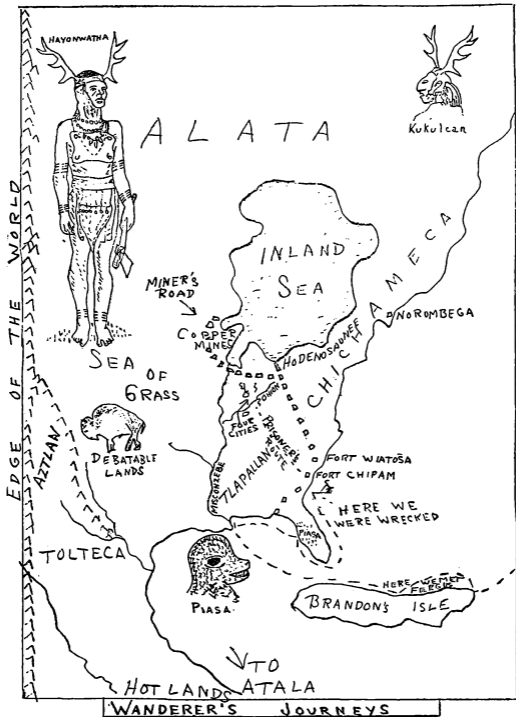 HAYONWATHA
Kukulcan
ALATA
EDGE OF THE WORLD
INLAND
SEA
MINER'S
ROAD
COPPER
MINES
CHICHAMECA
NOROMBEGA
HODENOSAUNEE
SEA
OF
GRASS
FOUR
CITIES
PRISONER'S
ROUTE
DEBATABLE
LANDS
AZTLAN
TLAPALLAN
FORT WIATOSA
FORT CHIPAM
HERE WE
WERE WRECKED
PIASA
TOLTECA
PIASA
HERE WE MET
BRANDON'S ISLE
TO
ATALA
HOT LANDS
WANDERER'S JOURNEYS